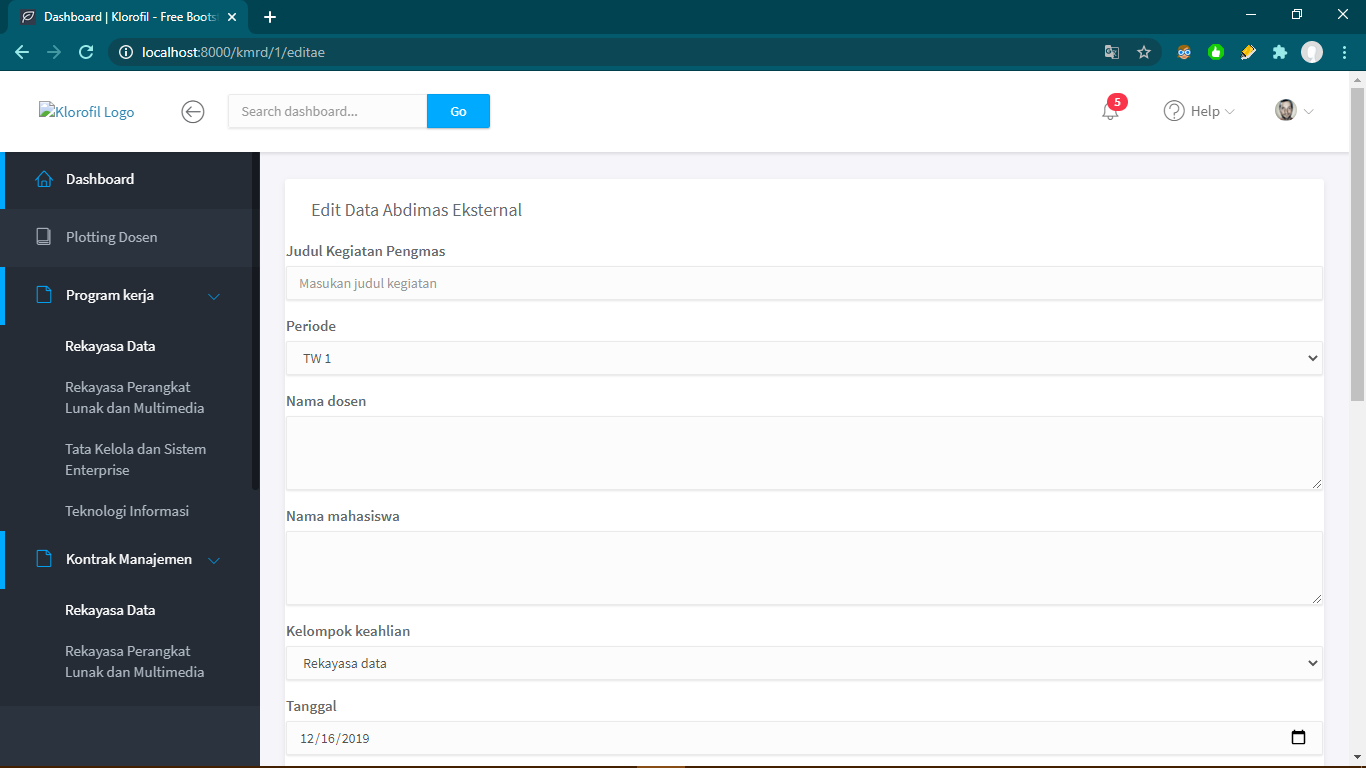 Dashboard | Klorofil - Free Boots
localhost:8000/kmrd/1/editae
Klorofil Logo
Search dashboard...
Go
5
Help
Dashboard
Plotting Dosen
Program kerja
Rekayasa Data
Rekayasa Perangkat
Lunak dan Multimedia
Tata Kelola dan Sistem
Enterprise
Teknologi Informasi
Kontrak Manajemen
Rekayasa Data
Rekayasa Perangkat
Lunak dan Multimedia
Edit Data Abdimas Eksternal
Judul Kegiatan Pengmas
Masukan judul kegiatan
Periode
TW 1
Nama dosen
Nama mahasiswa
Kelompok keahlian
Rekayasa data
Tanggal
12/16/2019